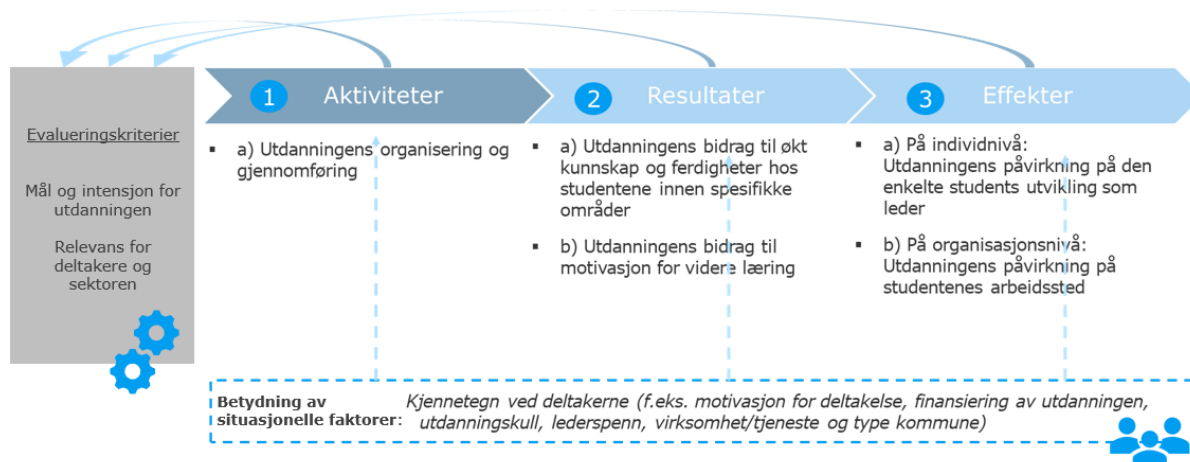 Evalueringskriterier
Mål og intensjon for
utdanningen
Relevans for
deltakere og
sektoren
1 Aktiviteter
▪ a) Utdanningens organisering og
gjennomføring
2 Resultater
▪ a) Utdanningens bidrag til økt
kunnskap og ferdigheter hos
studentene innen spesifikke
områder
▪ b) Utdanningens bidrag til
motivasjon for videre læring
3 Effekter
▪ a) På individnivå:
Utdanningens påvirkning på den
enkelte students utvikling som
leder
▪ b) På organisasjonsnivå:
Utdanningens påvirkning på
studentenes arbeidssted
Betydning av
situasjonelle faktorer:
Kjennetegn ved deltakerne (f.eks. motivasjon for deltakelse, finansiering av utdanningen,
utdanningskull, lederspenn, virksomhet/tjeneste og type kommune)